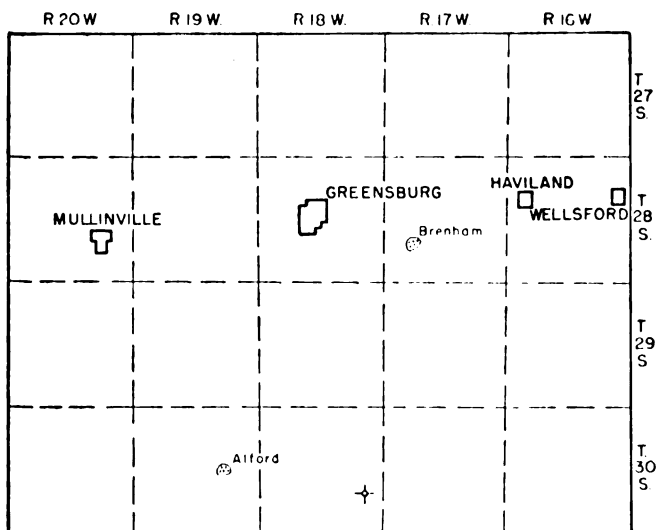 R 20 W R 19 W. R 18 W. R 17 W R 16 W
T
27
S.
HAVILAND
GREENSBURG
T
28
S.
MULLINVILLE
WELLSFORD
Brenham
T
29
S
Alford
T.
30
S.